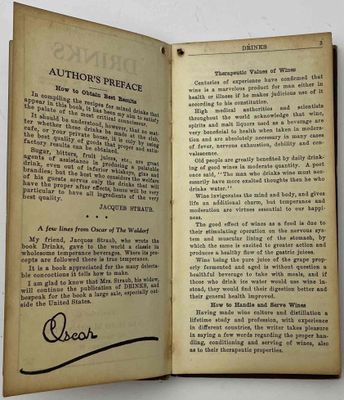 DRINKS
AUTHOR'S PREFACE
How to Obtain Best Results
In compiling the recipes for mixed drinks that
appear in this book, it has been my aim to satisfy
the palate of the most critical connoisseur.
It should be understood, however, that no mat-
ter whether these drinks be made at the club,
cafe, or your private house, it is only by using
the best quality of goods that proper and satis-
factory results can be obtained.
Sugar, bitters, fruit juices, etc., are great
agents of assistance in producing a palatable
drink, even out of inferior whiskeys, gins and
brandies; but the host who considers the welfare
of his guests served only the drinks that will
have the proper after effects, hence will be very
particular to have all ingredients of the very
best quality.
JACQUES STRAUB.
A few lines from Oscar of The Waldorf
My friend, Jacques Straub, who wrote the
book Drinks, gave to the world a classic in
wholesome temperance beverages. Where its pre-
cepts are followed there is true temperance.
It is a book appreciated for the many delecta-
ble concoctions it tells how to make.
I am glad to know that Mrs. Straub, his widow,
will continue the publication of DRINKS, and
bespeak for the book a large sale, especially out-
side the United States.
Oscar
DRINKS 3
Therapeutic Values of Wines
Centuries of experience have confirmed that
wine is a marvelous product for man either in
health or illness if he makes judicious use of it
according to his constitution.
High medical authorities and scientists
throughout the world acknowledge that wine,
spirits and malt liquors used as a beverage are
very beneficial to health when taken in modera-
tion and are absolutely necessary in many cases
of fever, nervous exhaustion, debility and con-
valescence.
Old people are greatly benefited by daily drink-
ing of good wines in moderate quantity. A poet
once said, "The man who drinks wine must nec-
essarily have more exalted thoughts than he who
drinks water."
Wine invigorates the mind and body, and gives
life an additional charm, but temperance and
moderation are virtues essential to our happi-
ness.
The good effect of wines as a food is due to
their stimulating operation on the nervous sys-
tem and muscular lining of the stomach, by
which the same is excited to greater action and
produces a healthy flow of the gastric juices.
Wine being the pure juice of the grape prop-
erly fermented and aged is without question a
healthful beverage to take with meals, and if
those who drink ice water would use wine in-
stead, they would find their digestion better and
their general health improved.
How to Handle and Serve Wines
Having made wine culture and distillation a
lifetime study and profession, with experience
in different countries, the writer takes pleasure
in saying a few words regarding the proper han-
dling, conditioning and serving of wines, also
as to their therapeutic properties.